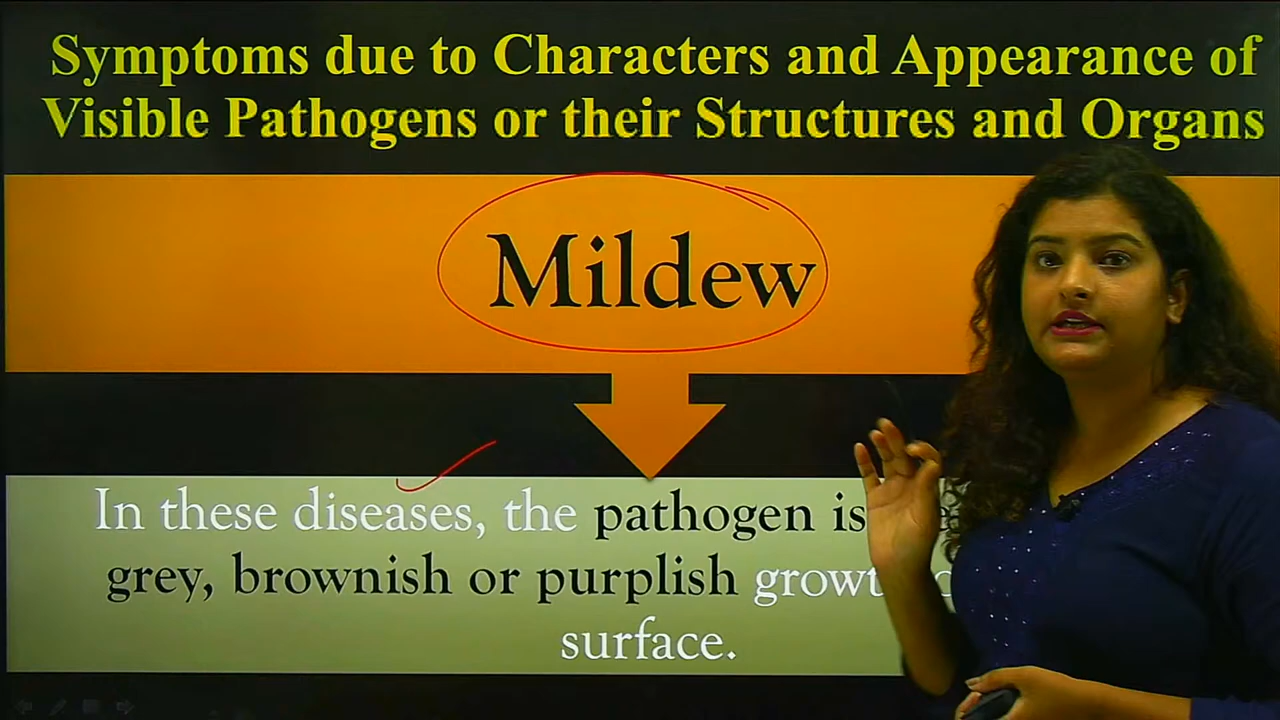 Symptoms due to Characters and Appearance of
Visible Pathogens or their Structures and Organs
Mildew
In these diseases, the pathogen is
grey, brownish or purplish
surface.